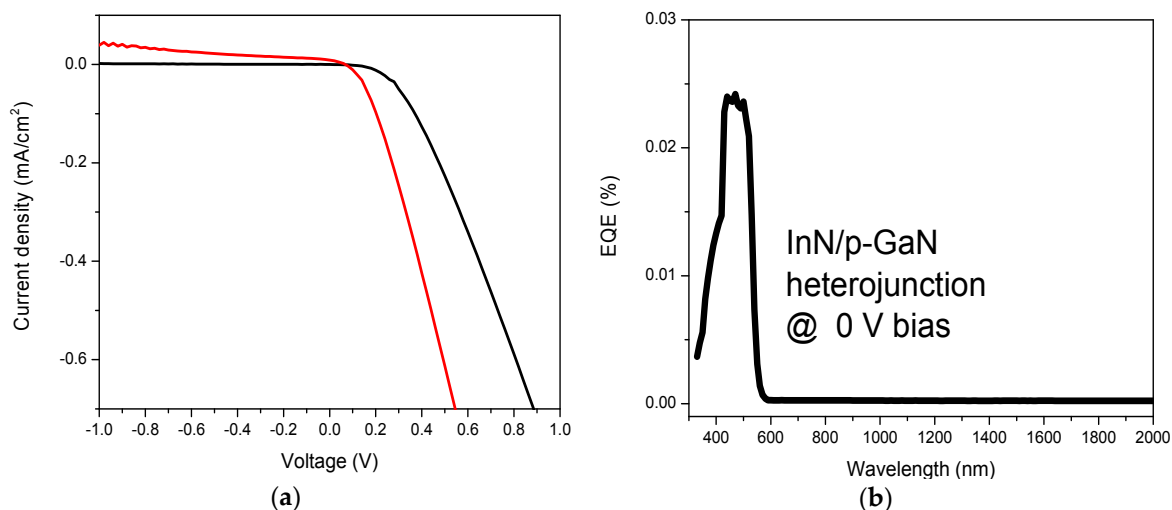 0.0
-0.2
-0.4
-0.6
Current density (mA/cm²)
-1.0 -0.8 -0.6 -0.4 -0.2 0.0 0.2 0.4 0.6 0.8 1.0
Voltage (V)
(a)
0.03
0.02
0.01
0.00
EQE (%)
InN/p-GaN
heterojunction
@ 0 V bias
400 600 800 1000 1200 1400 1600 1800 2000
Wavelength (nm)
(b)